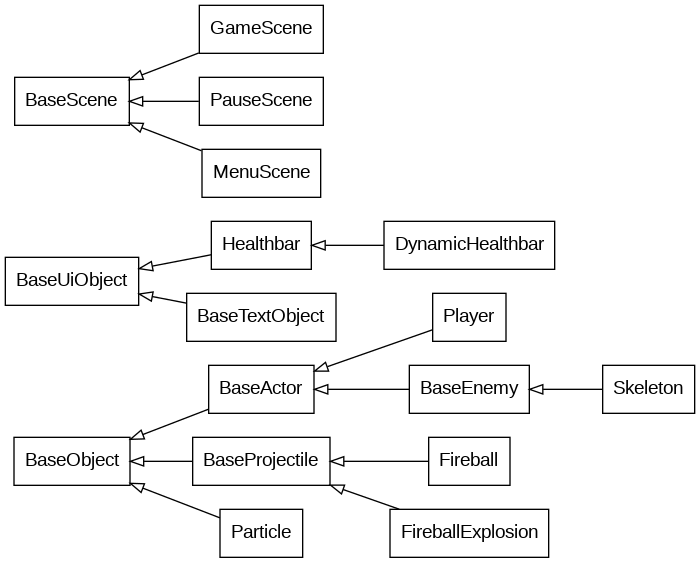 GameScene
BaseScene
PauseScene
MenuScene
Healthbar
DynamicHealthbar
BaseUiObject
BaseTextObject
Player
BaseActor
BaseEnemy
Skeleton
BaseObject
BaseProjectile
Fireball
Particle
FireballExplosion